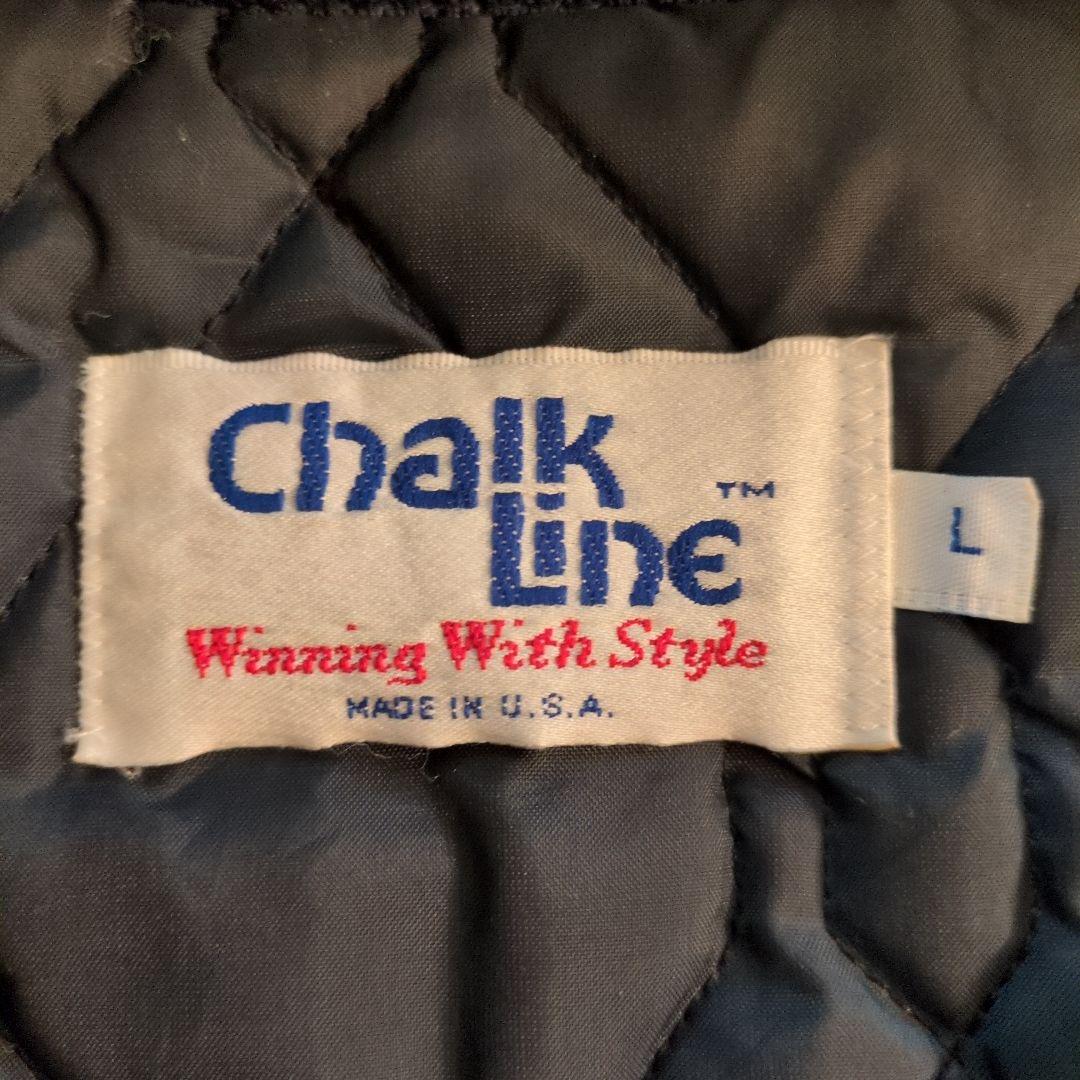 Chalk
Line™
Winning With Style
MADE IN U.S.A.
L